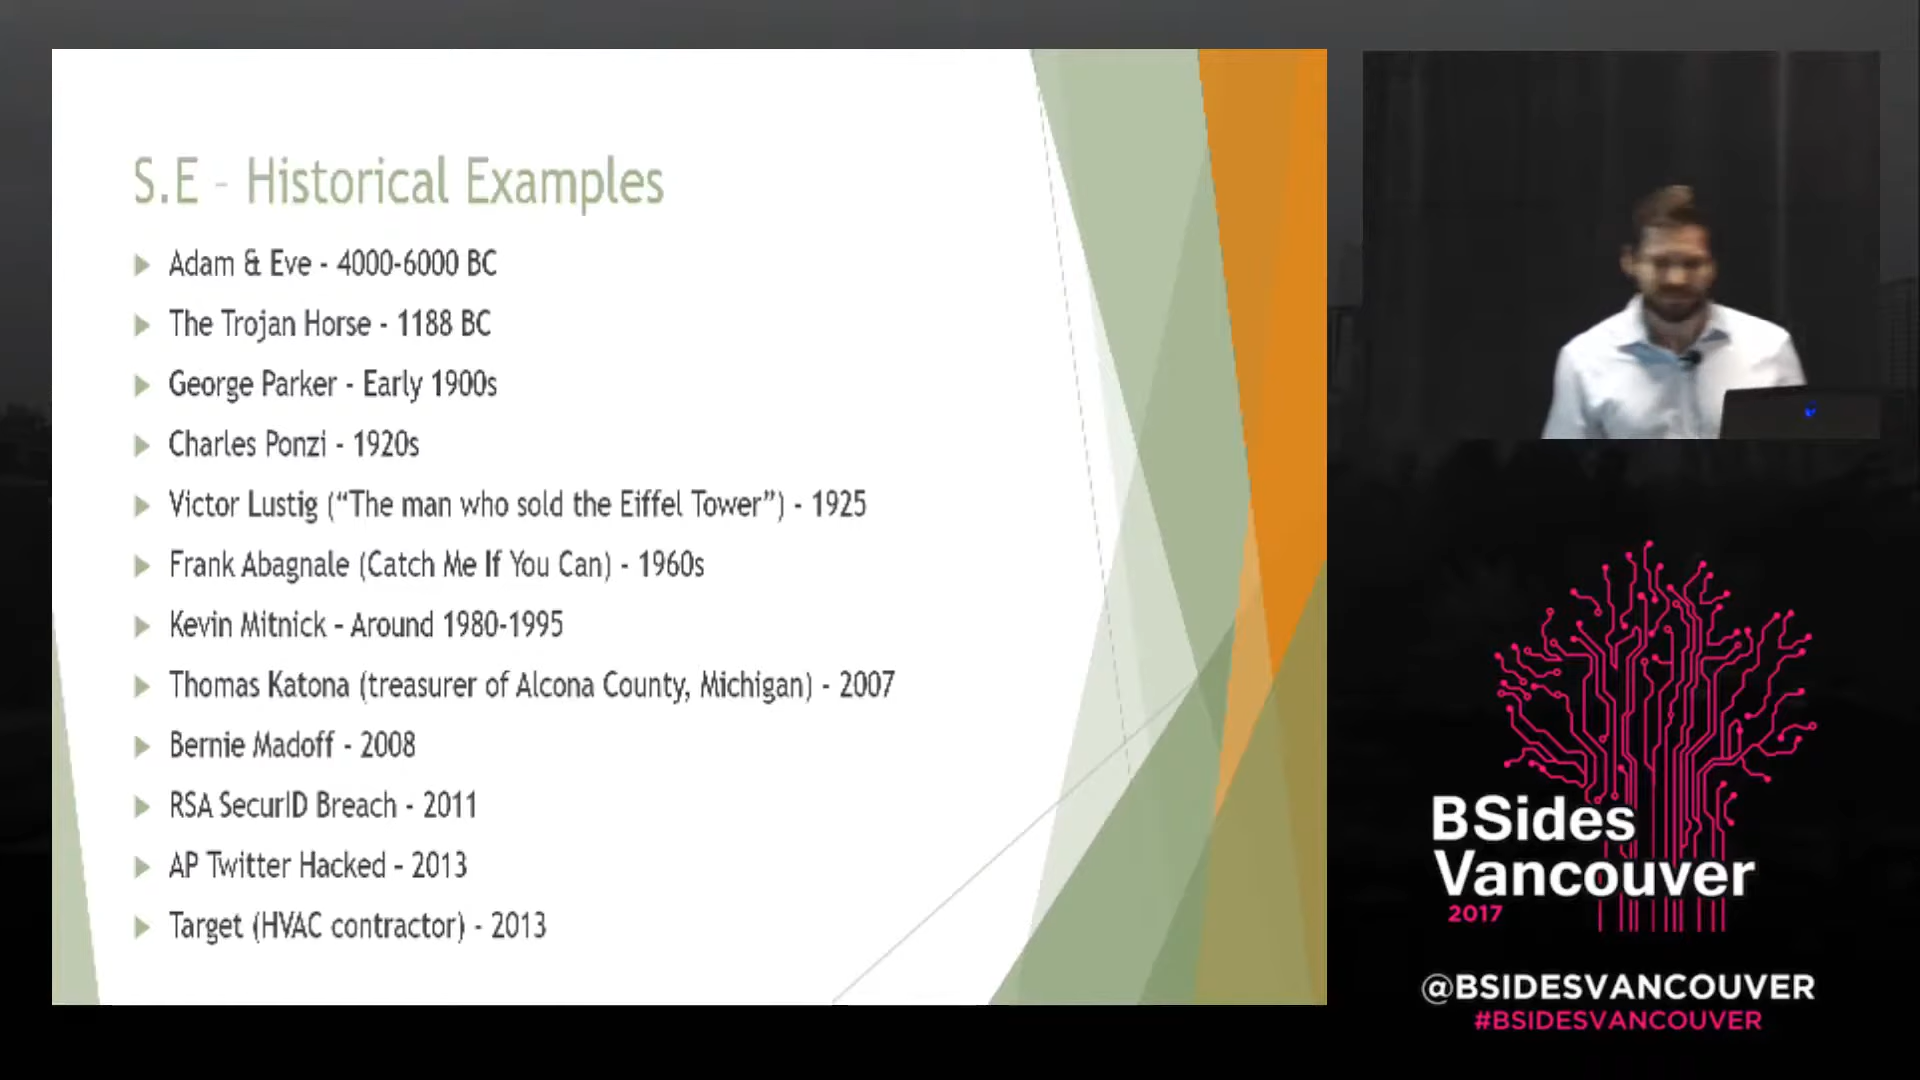 S.E - Historical Examples
Adam & Eve - 4000-6000 BC
The Trojan Horse - 1188 BC
George Parker - Early 1900s
Charles Ponzi - 1920s
Victor Lustig (“The man who sold the Eiffel Tower”) - 1925
Frank Abagnale (Catch Me If You Can) - 1960s
Kevin Mitnick - Around 1980-1995
Thomas Katona (treasurer of Alcona County, Michigan) - 2007
Bernie Madoff - 2008
RSA SecurID Breach - 2011
AP Twitter Hacked - 2013
Target (HVAC contractor) - 2013
BSides
Vancouver
2017
@BSIDESVANCOUVER
#BSIDESVANCOUVER